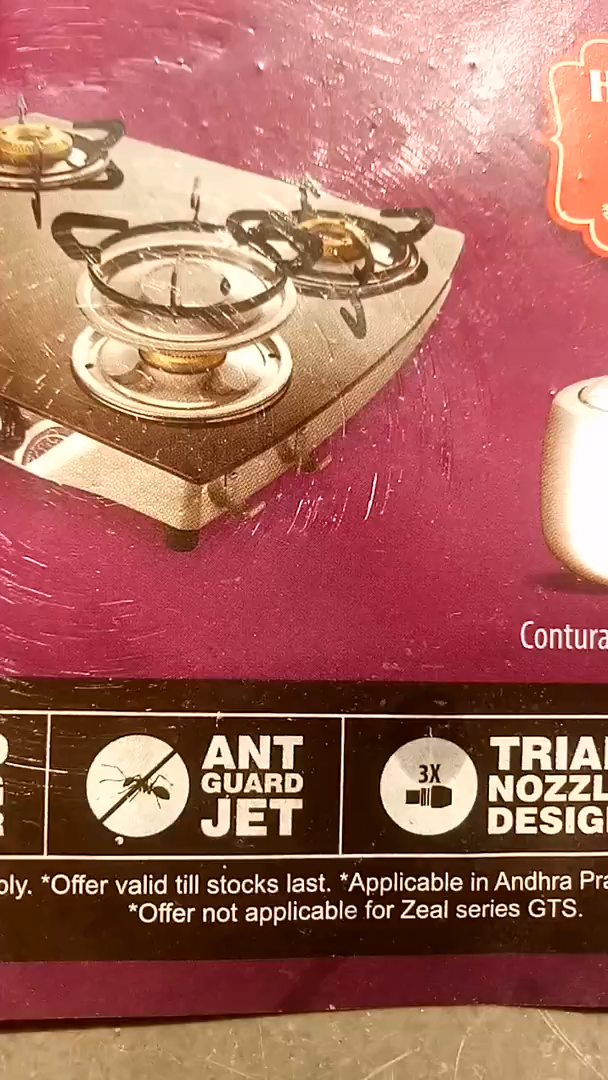 H
Contura
ANT
GUARD
JET
3X
TRIA
NOZZL
DESIG
ply. *Offer valid till stocks last. *Applicable in Andhra Pra
*Offer not applicable for Zeal series GTS.